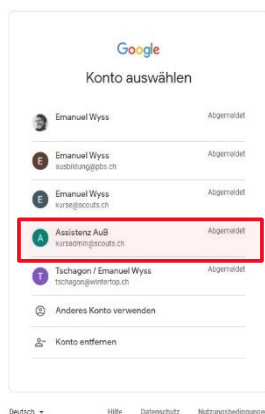 Google
Konto auswählen
Emanuel Wyss
Abgemeldet
E
Emanuel Wyss
Abgemeldet
ausbildung@pbs.ch
E
Emanuel Wyss
Abgemeldet
kurse@scouts.ch
A
Assistenz AuB
Abgemeldet
kursadmin@scouts.ch
T
Tschagon / Emanuel Wyss
Abgemeldet
tschagon@wintertop.ch
Anderes Konto verwenden
Konto entfernen
Deutsch
Hilfe
Datenschutz
Nutzungsbedingungen